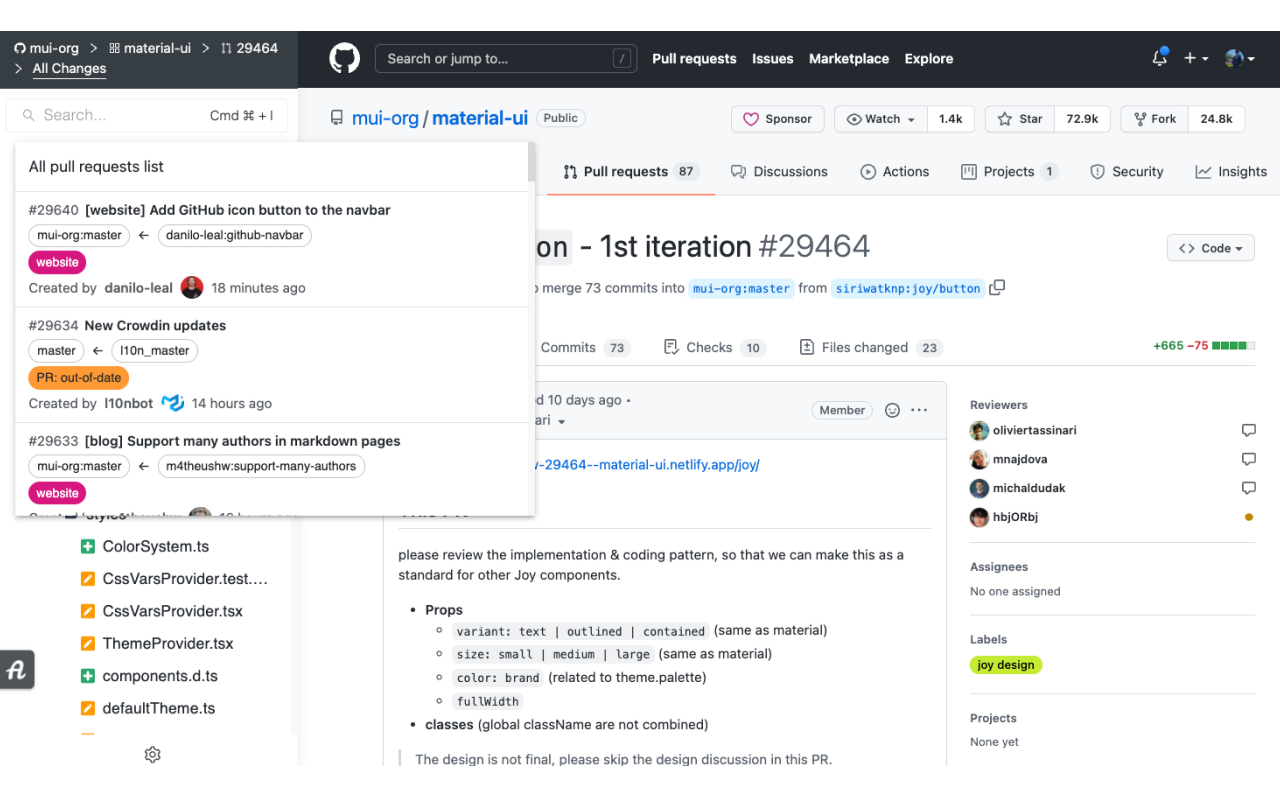 mui-org > material-ui > 29464
> All Changes
Search or jump to... /
Pull requests Issues Marketplace Explore
Search... Cmd ⌘ + I
mui-org / material-ui Public
Sponsor Watch 1.4k Star 72.9k Fork 24.8k
Pull requests 87 Discussions Actions Projects 1 Security Insights
All pull requests list
#29640 [website] Add GitHub icon button to the navbar
mui-org:master ← danilo-leal:github-navbar
website
Created by danilo-leal 18 minutes ago
#29634 New Crowdin updates
master ← l10n_master
PR: out-of-date
Created by l10nbot 14 hours ago
#29633 [blog] Support many authors in markdown pages
mui-org:master ← m4theushw:support-many-authors
website
on - 1st iteration #29464
Code
merge 73 commits into mui-org:master from siriwatknp:joy/button
Commits 73 Checks 10 Files changed 23
+665 −75
d 10 days ago •
ari
Member
-29464--material-ui.netlify.app/joy/
please review the implementation & coding pattern, so that we can make this as a
standard for other Joy components.
• Props
variant: text | outlined | contained (same as material)
size: small | medium | large (same as material)
color: brand (related to theme.palette)
fullWidth
• classes (global className are not combined)
The design is not final, please skip the design discussion in this PR.
styles
ColorSystem.ts
CssVarsProvider.test....
CssVarsProvider.tsx
ThemeProvider.tsx
components.d.ts
defaultTheme.ts
Reviewers
oliviertassinari
mnajdova
michaldudak
hbjORbj
Assignees
No one assigned
Labels
joy design
Projects
None yet